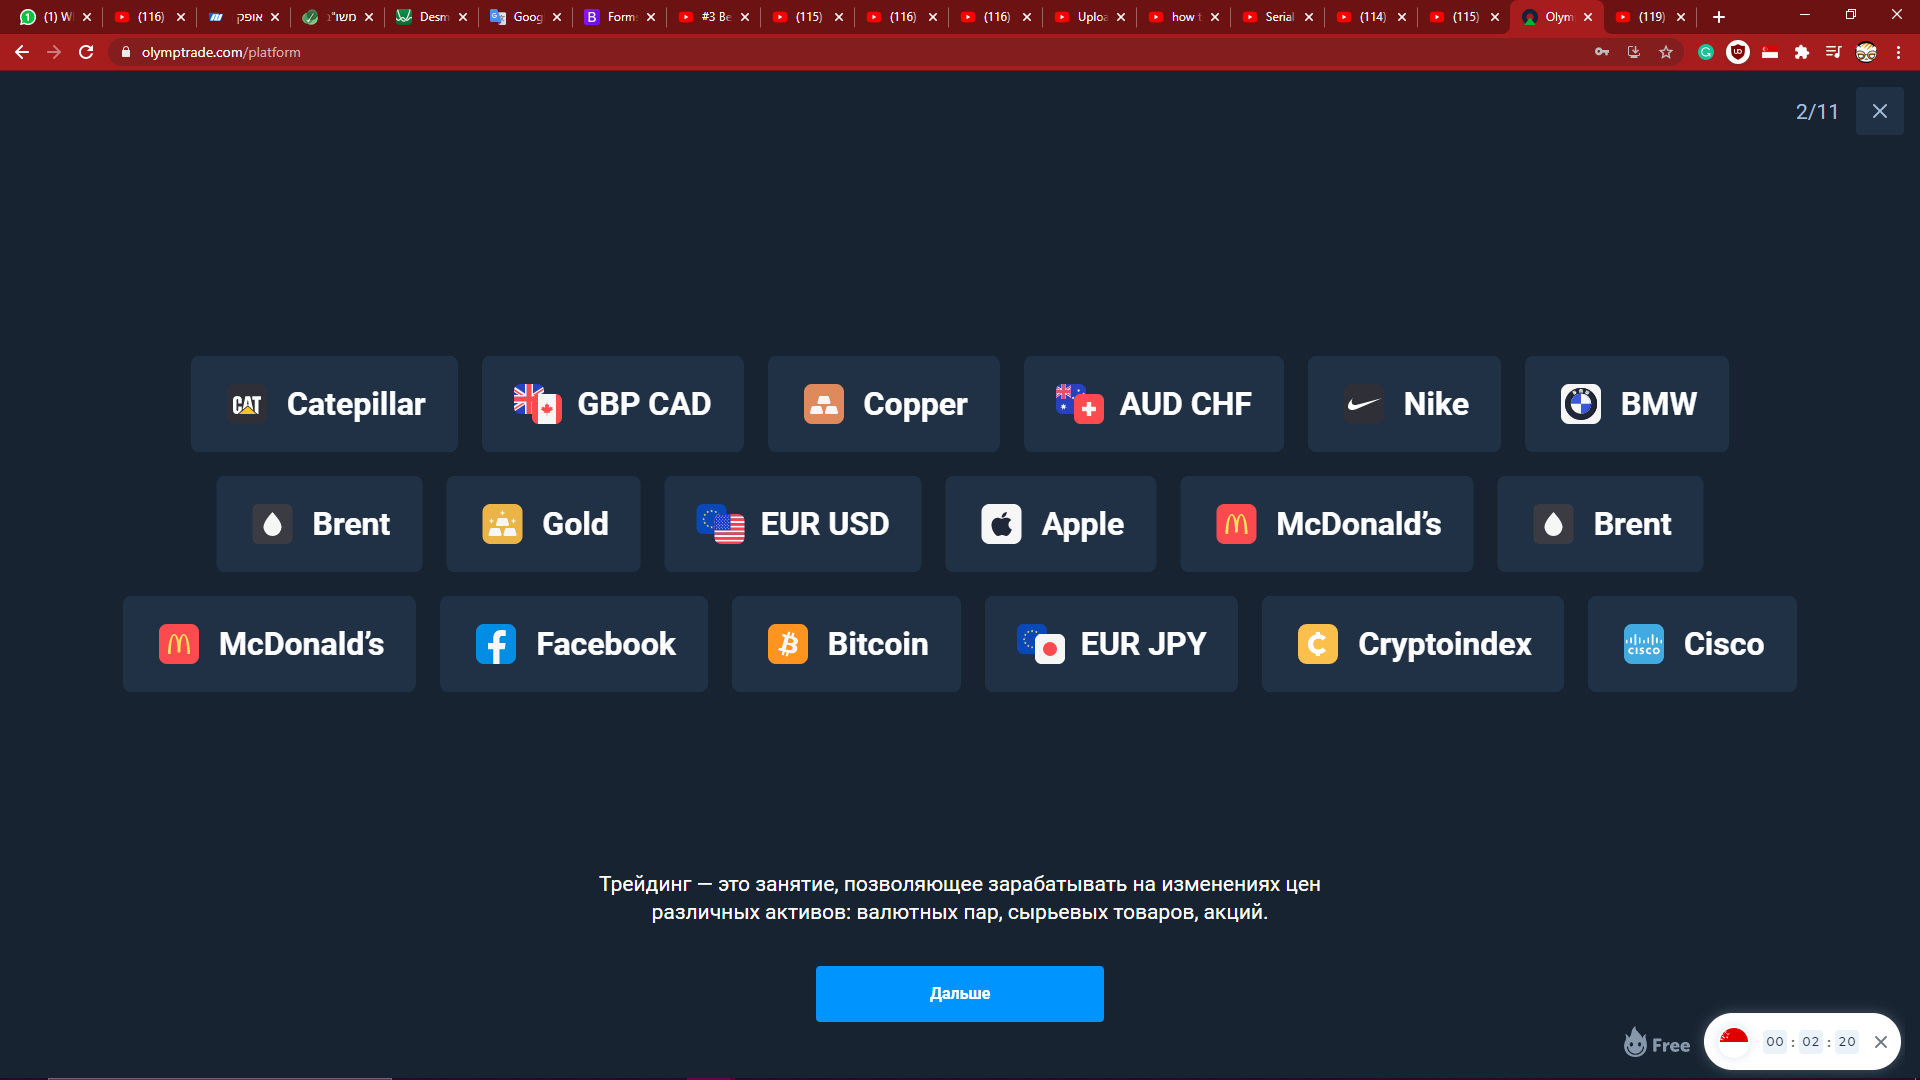 (1) W
(116)
אופק
משו"ב
Desm
Goog
Form
#3 Be
(115)
(116)
(116)
Uploa
how t
Serial
(114)
(115)
Olym
(119)
olymptrade.com/platform
2/11
CAT Catepillar
GBP CAD
Copper
AUD CHF
Nike
BMW
Brent
Gold
EUR USD
Apple
McDonald’s
Brent
McDonald’s
Facebook
Bitcoin
EUR JPY
Cryptoindex
CISCO Cisco
Трейдинг — это занятие, позволяющее зарабатывать на изменениях цен
различных активов: валютных пар, сырьевых товаров, акций.
Дальше
Free
00 : 02 : 20